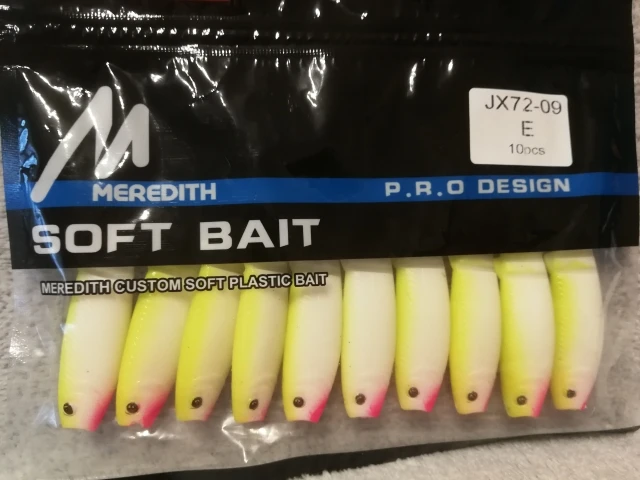 JX72-09
E
10pcs
M
MEREDITH
P.R.O DESIGN
SOFT BAIT
MEREDITH CUSTOM SOFT PLASTIC BAIT